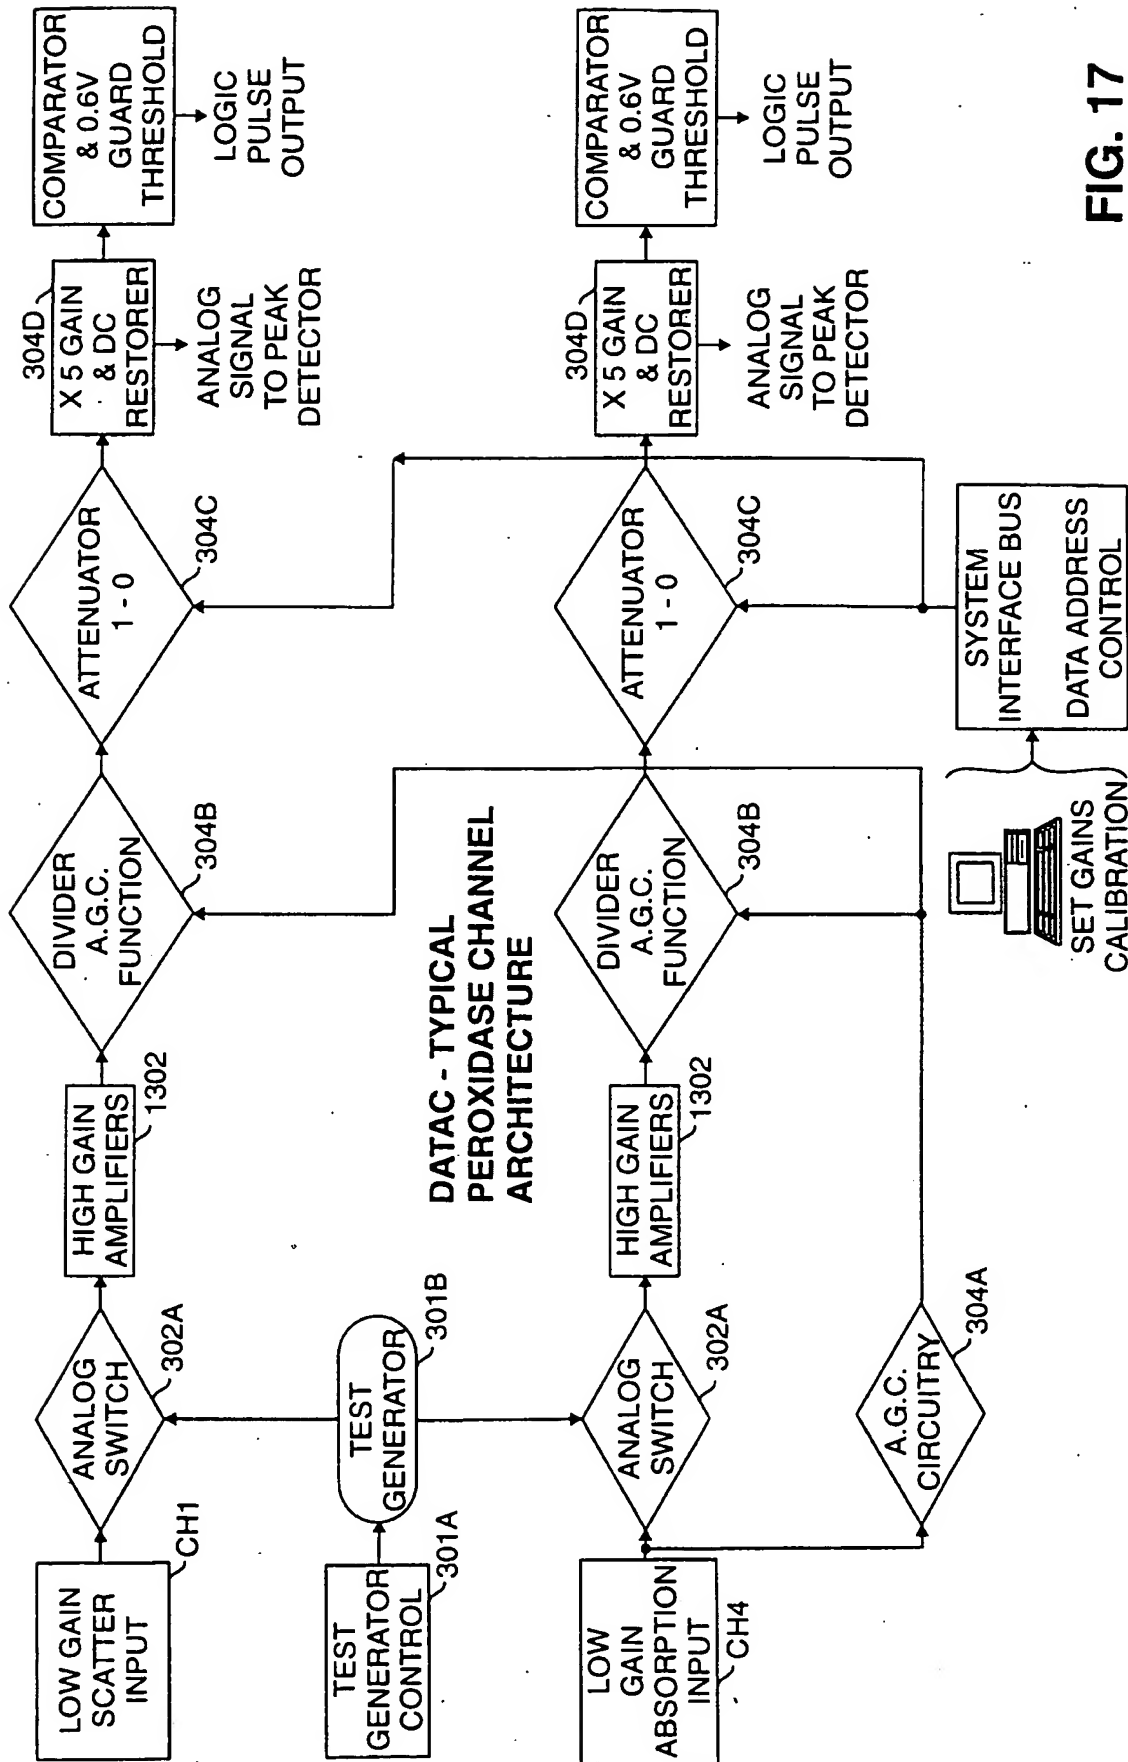 LOW GAIN
SCATTER
INPUT
CH1
ANALOG
SWITCH
302A
HIGH GAIN
AMPLIFIERS
1302
DIVIDER
A.G.C.
FUNCTION
304B
ATTENUATOR
1 - 0
304C
304D
X 5 GAIN
& DC
RESTORER
ANALOG
SIGNAL
TO PEAK
DETECTOR
COMPARATOR
& 0.6V
GUARD
THRESHOLD
LOGIC
PULSE
OUTPUT
TEST
GENERATOR
CONTROL
301A
TEST
GENERATOR
301B
DATAC - TYPICAL
PEROXIDASE CHANNEL
ARCHITECTURE
LOW
GAIN
ABSORPTION
INPUT
CH4
ANALOG
SWITCH
302A
HIGH GAIN
AMPLIFIERS
1302
DIVIDER
A.G.C.
FUNCTION
304B
ATTENUATOR
1 - 0
304C
304D
X 5 GAIN
& DC
RESTORER
ANALOG
SIGNAL
TO PEAK
DETECTOR
COMPARATOR
& 0.6V
GUARD
THRESHOLD
LOGIC
PULSE
OUTPUT
A.G.C.
CIRCUITRY
304A
SET GAINS
CALIBRATION
SYSTEM
INTERFACE BUS
DATA ADDRESS
CONTROL
FIG. 17